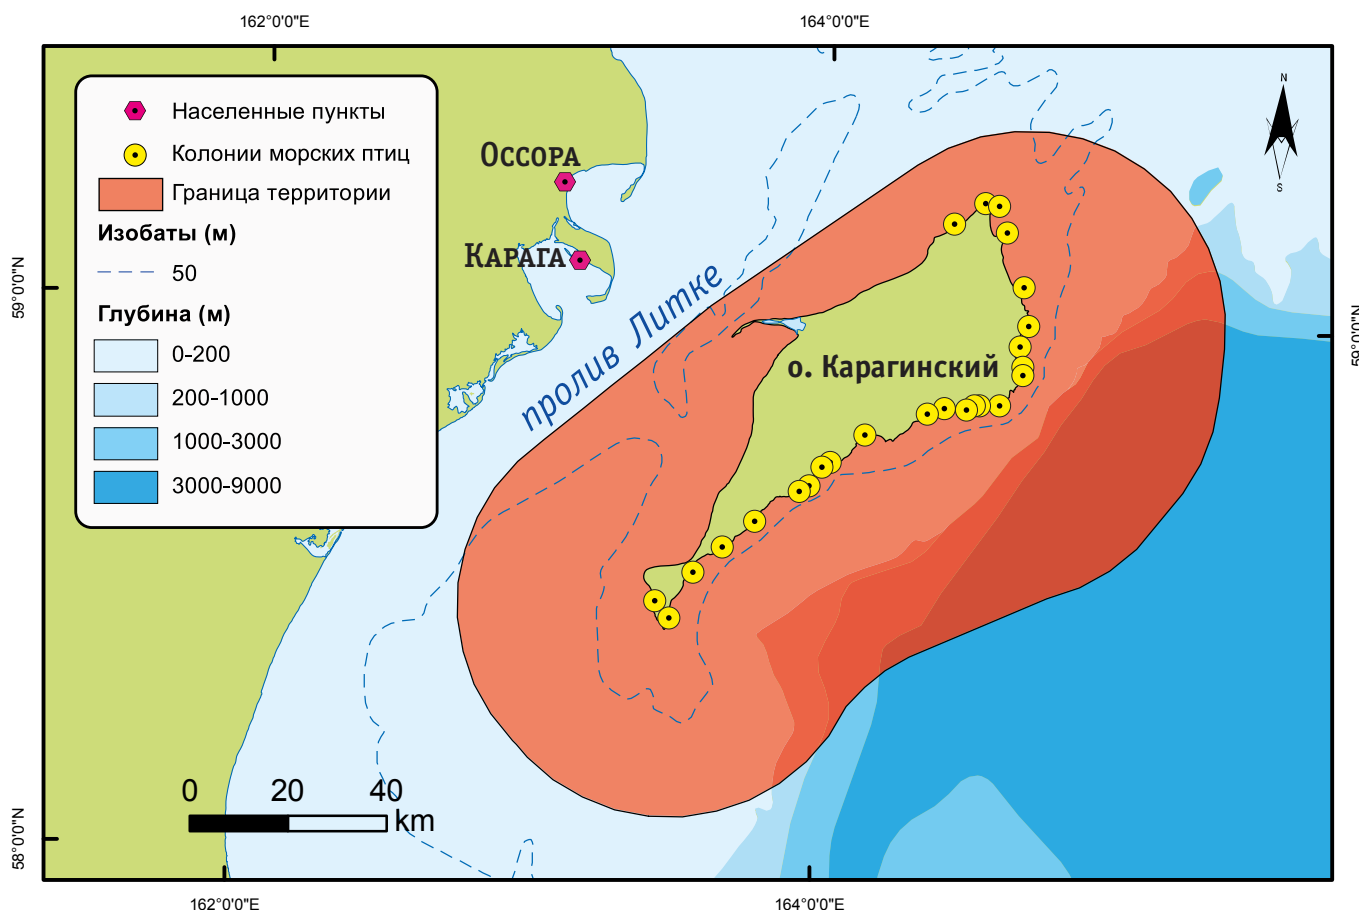 162°0'0"E
164°0'0"E
N
S
Населенные пункты
Колонии морских птиц
Граница территории
Изобаты (м)
50
Глубина (м)
0-200
200-1000
1000-3000
3000-9000
Оссора
Карага
пролив Литке
о. Карагинский
59°0'0"N
59°0'0"N
58°0'0"N
0 20 40
km
162°0'0"E
164°0'0"E